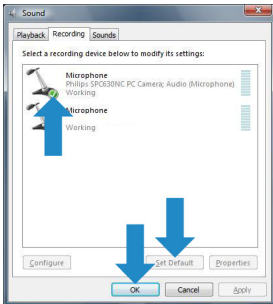 Sound
Playback Recording Sounds
Select a recording device below to modify its settings:
Microphone
Philips SPC630NC PC Camera; Audio (Microphone)
Working
Microphone
Working
Configure Set Default Properties
OK Cancel Apply